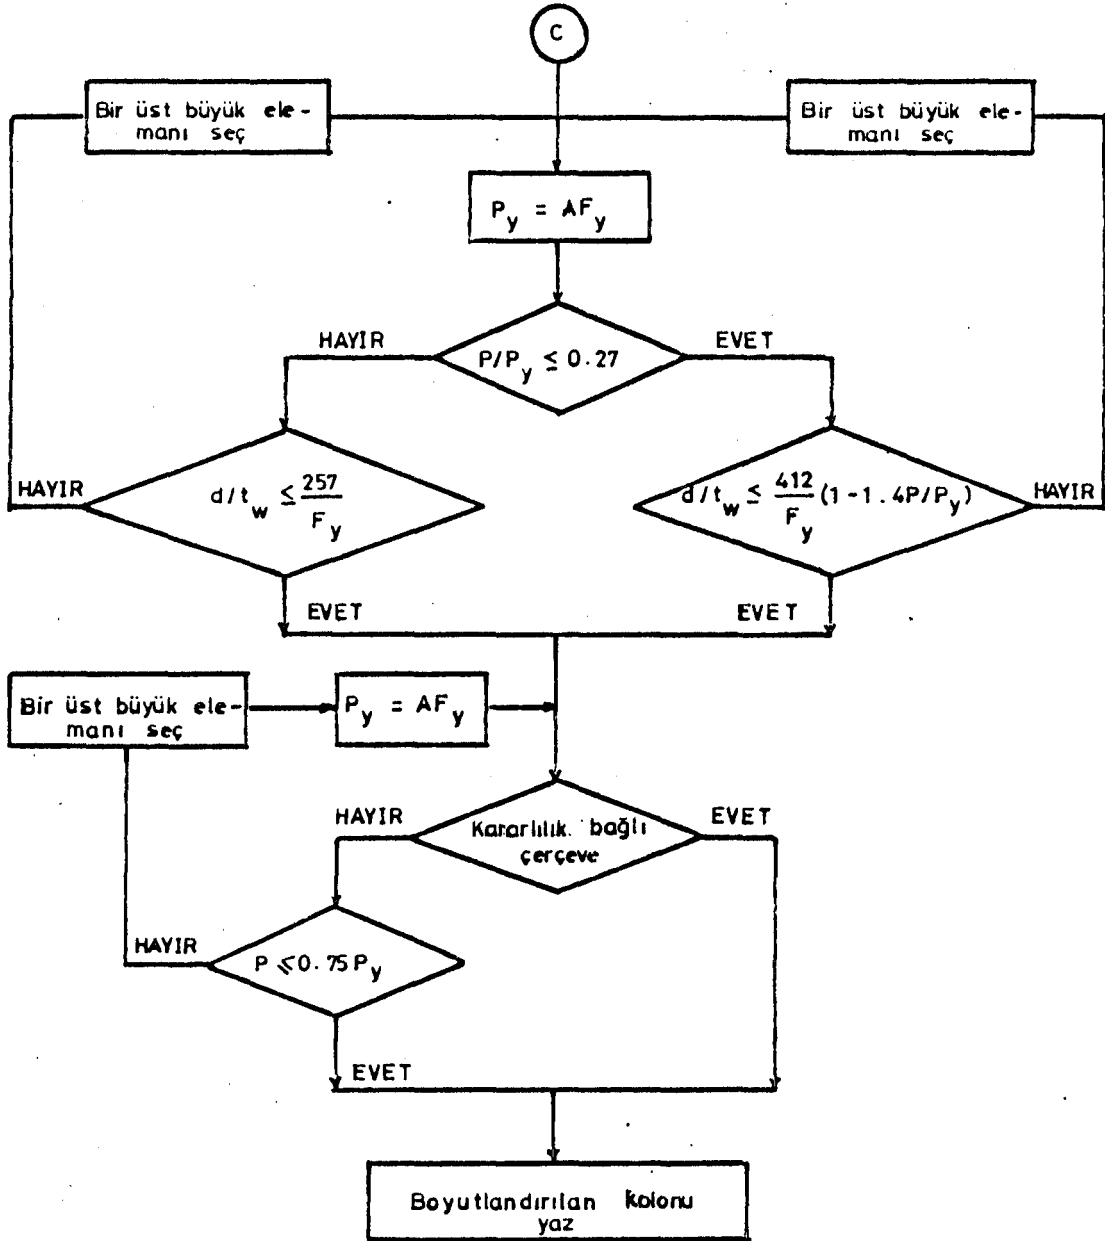 C
Bir üst büyük ele-
manı seç
Bir üst büyük ele-
manı seç
P_y = AF_y
HAYIR
P/P_y ≤ 0.27
EVET
HAYIR
d/t_w ≤ 257/F_y
d/t_w ≤ 412/F_y (1-1.4P/P_y)
HAYIR
EVET
EVET
Bir üst büyük ele-
manı seç
P_y = AF_y
HAYIR
Kararlılık. bağlı
çerçeve
EVET
HAYIR
P ≤ 0.75P_y
EVET
Boyutlandırılan kolonu
yaz